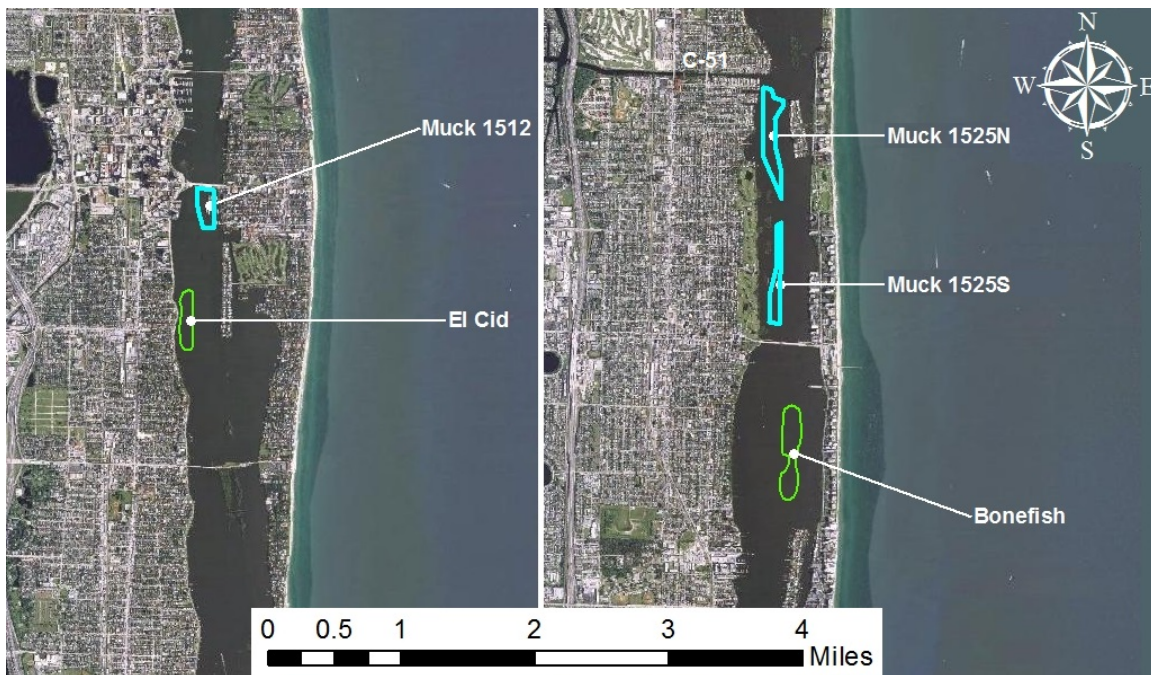 Muck 1512
El Cid
C-51
Muck 1525N
Muck 1525S
Bonefish
N
W E
S
0 0.5 1 2 3 4
Miles